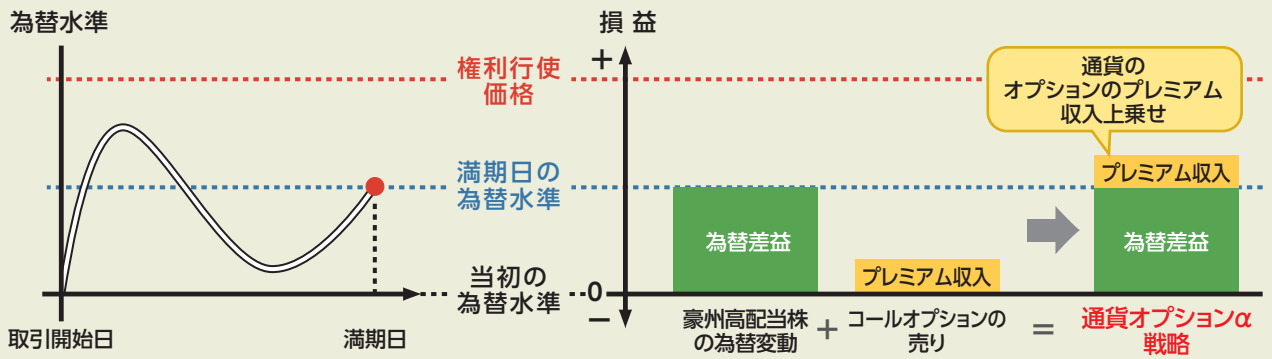 為替水準
権利行使
価格
満期日の
為替水準
当初の
為替水準
取引開始日
満期日
損 益
+
0
−
為替差益
プレミアム収入
通貨の
オプションのプレミアム
収入上乗せ
プレミアム収入
為替差益
豪州高配当株
の為替変動
+
コールオプションの
売り
=
通貨オプションα
戦略